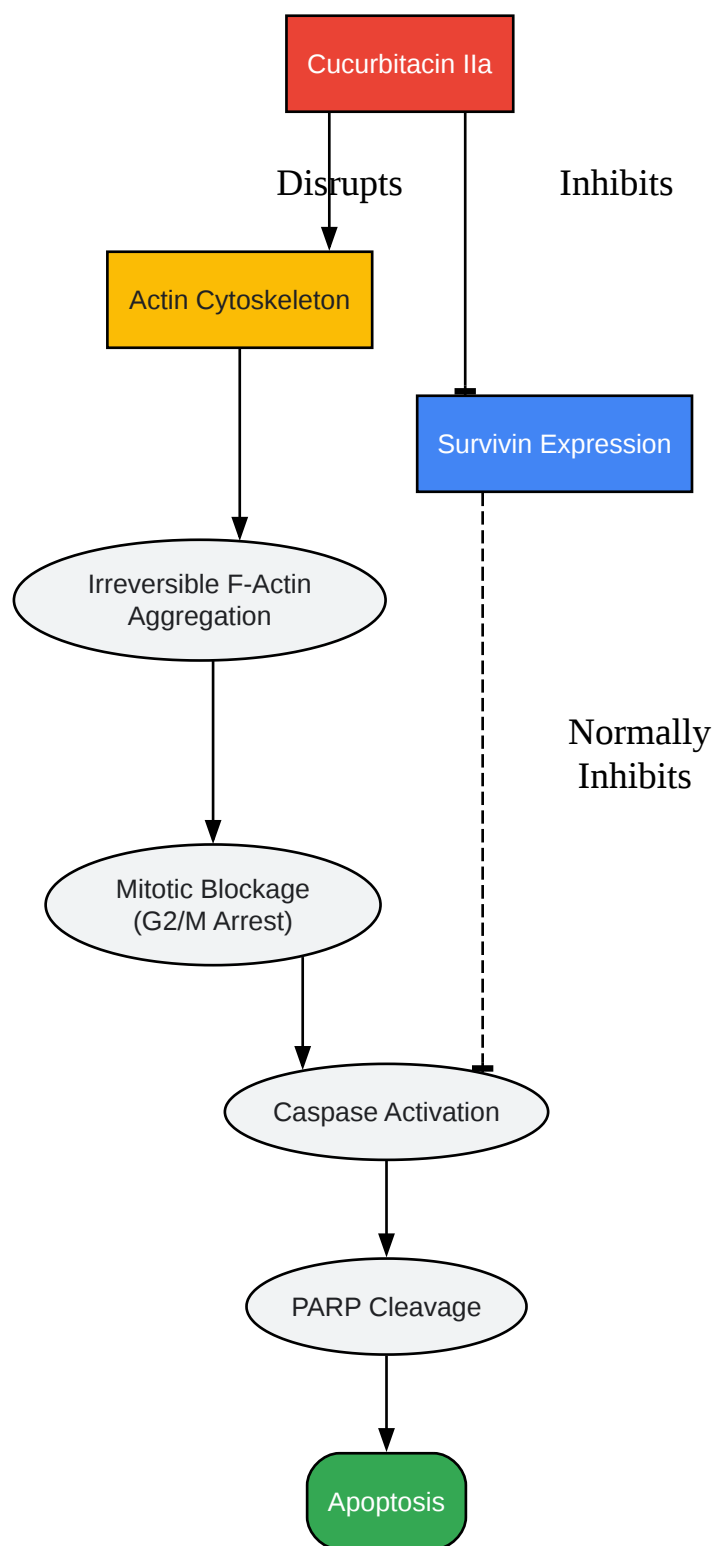 Cucurbitacin IIa
Disrupts
Inhibits
Actin Cytoskeleton
Survivin Expression
Irreversible F-Actin
Aggregation
Normally
Inhibits
Mitotic Blockage
(G2/M Arrest)
Caspase Activation
PARP Cleavage
Apoptosis